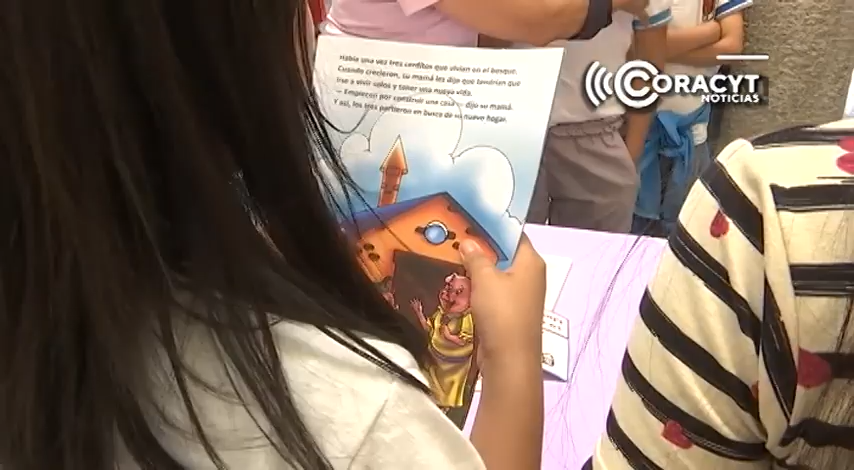 Había una vez tres cerditos que vivían en el bosque.
Cuando crecieron, su mamá les dijo que tendrían que
irse a vivir solos y tener una nueva vida.
— Empiecen por construir una casa — dijo su mamá.
Y así, los tres partieron en busca de su nuevo hogar.
CORACYT
NOTICIAS